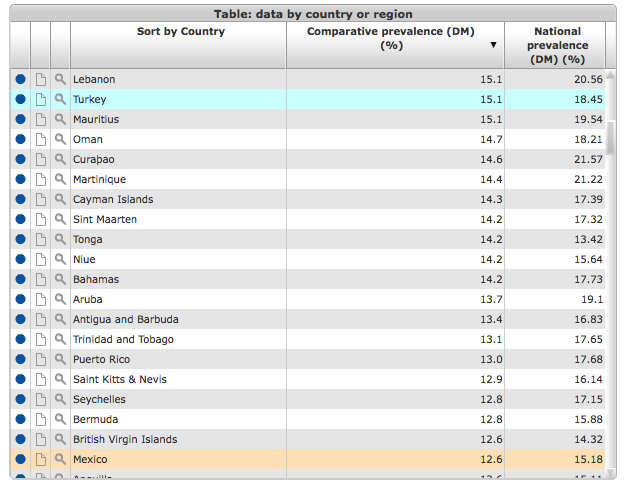 Table: data by country or region
Sort by Country Comparative prevalence (DM) (%) ▼ National prevalence (DM) (%)
Lebanon 15.1 20.56
Turkey 15.1 18.45
Mauritius 15.1 19.54
Oman 14.7 18.21
Curaþao 14.6 21.57
Martinique 14.4 21.22
Cayman Islands 14.3 17.39
Sint Maarten 14.2 17.32
Tonga 14.2 13.42
Niue 14.2 15.64
Bahamas 14.2 17.73
Aruba 13.7 19.1
Antigua and Barbuda 13.4 16.83
Trinidad and Tobago 13.1 17.65
Puerto Rico 13.0 17.68
Saint Kitts & Nevis 12.9 16.14
Seychelles 12.8 17.15
Bermuda 12.8 15.88
British Virgin Islands 12.6 14.32
Mexico 12.6 15.18